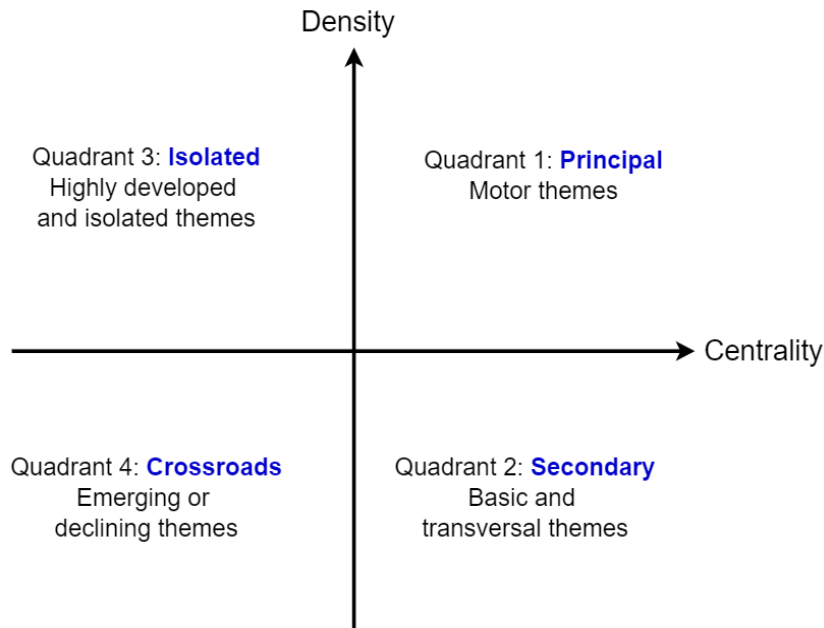 Density
Quadrant 3: Isolated
Highly developed
and isolated themes
Quadrant 1: Principal
Motor themes
Centrality
Quadrant 4: Crossroads
Emerging or
declining themes
Quadrant 2: Secondary
Basic and
transversal themes